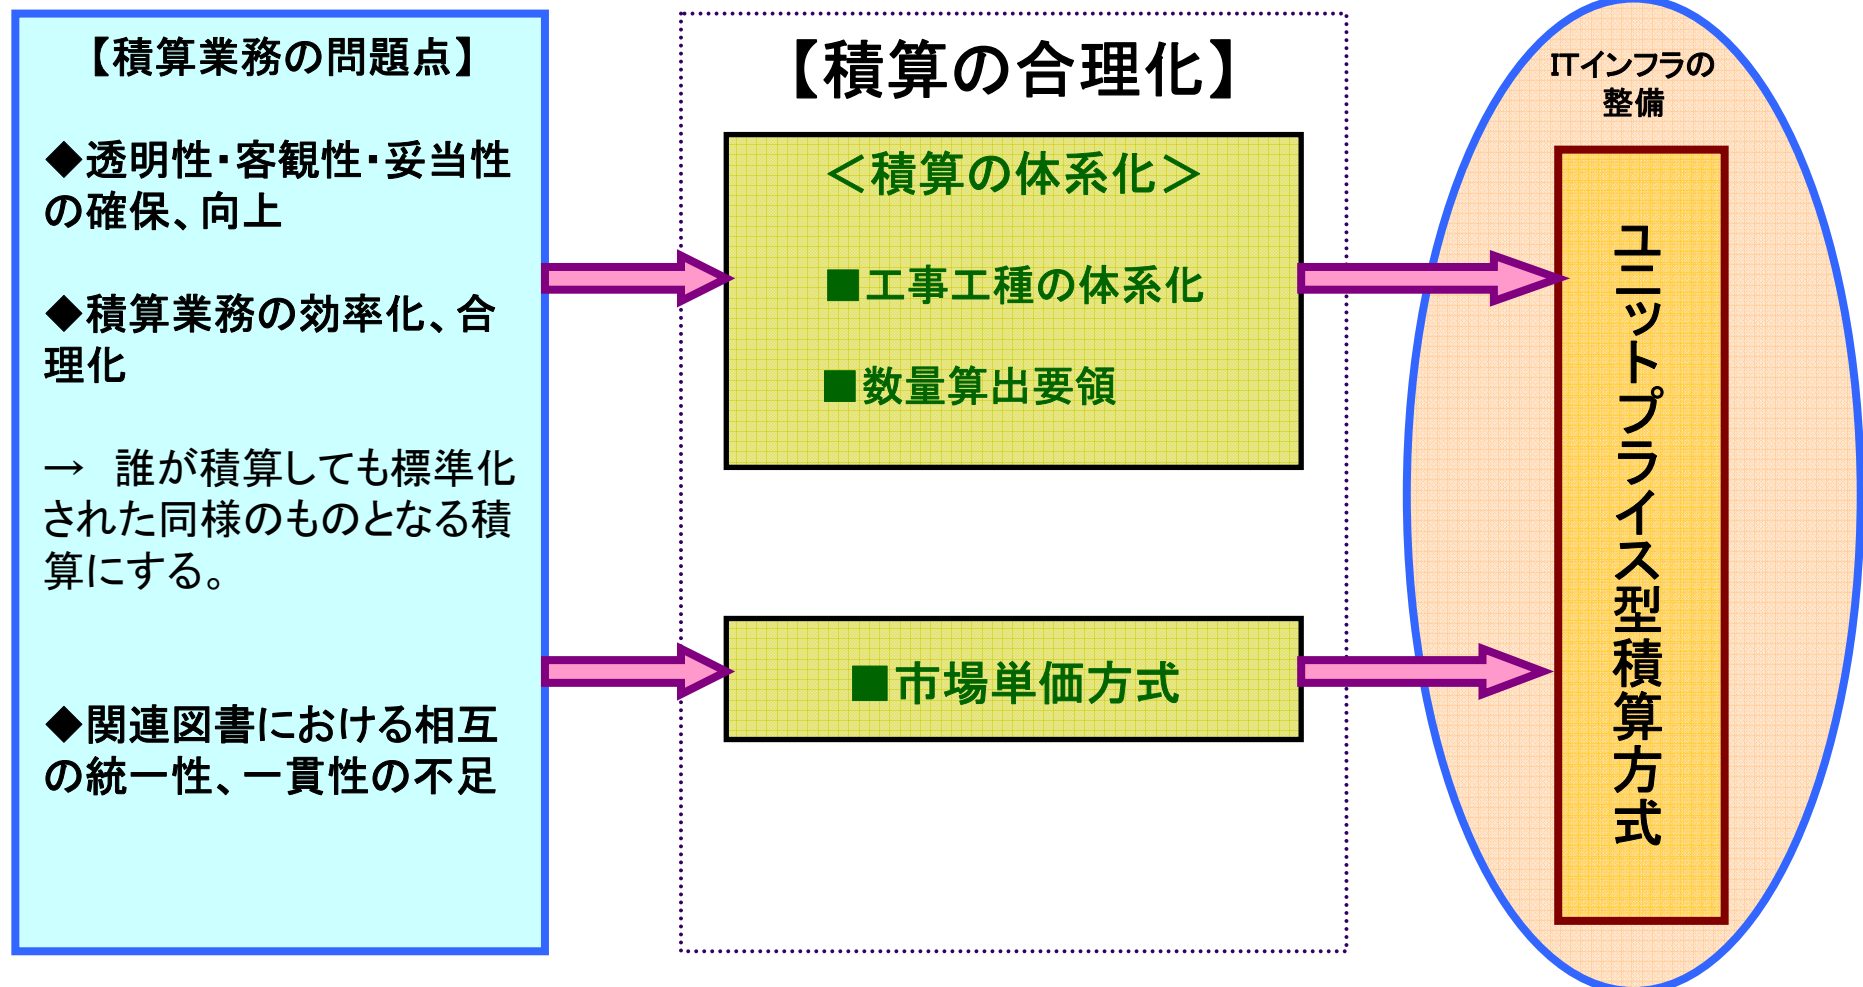 【積算業務の問題点】
◆透明性・客観性・妥当性
の確保、向上
◆積算業務の効率化、合
理化
→　誰が積算しても標準化
された同様のものとなる積
算にする。
◆関連図書における相互
の統一性、一貫性の不足
【積算の合理化】
＜積算の体系化＞
■工事工種の体系化
■数量算出要領
■市場単価方式
ITインフラの
整備
ユニットプライス型積算方式